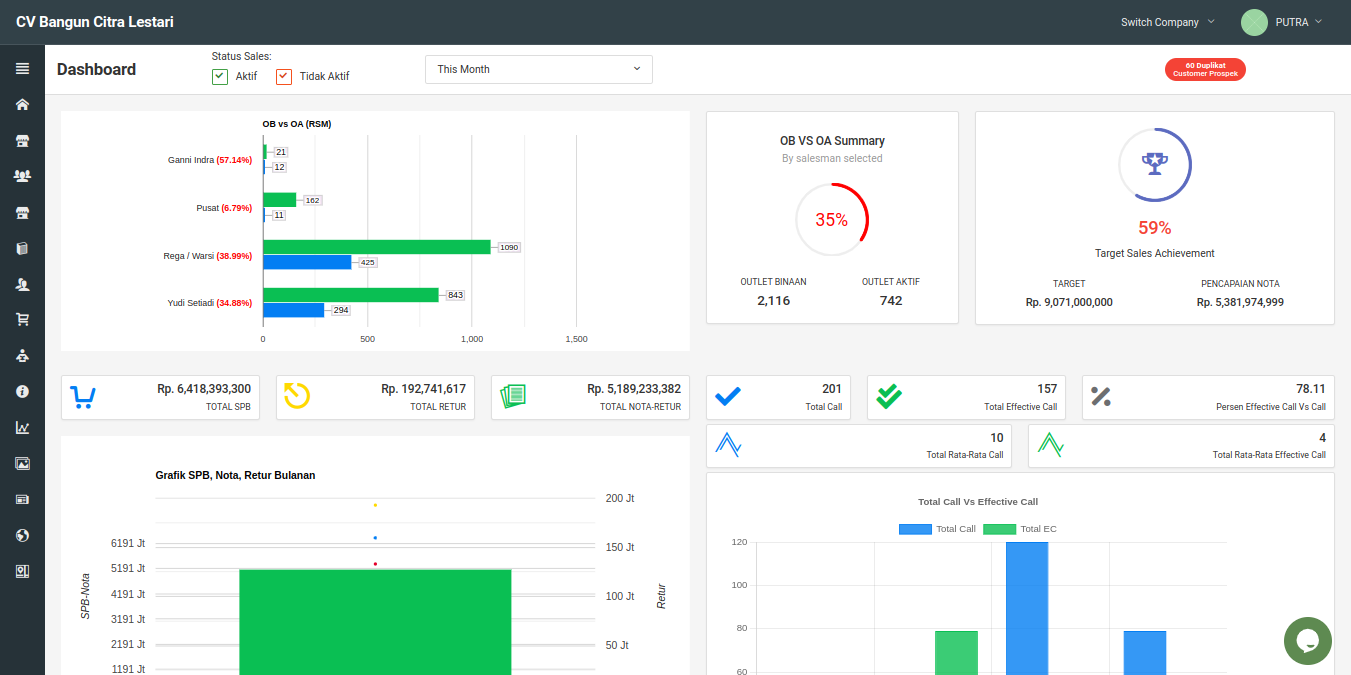 CV Bangun Citra Lestari
Switch Company
PUTRA
Dashboard
Status Sales:
Aktif
Tidak Aktif
This Month
60 Duplikat
Customer Prospek
OB vs OA (RSM)
Ganni Indra (57.14%)
21
12
Pusat (6.79%)
162
11
Rega / Warsi (38.99%)
1090
425
Yudi Setiadi (34.88%)
843
294
0
500
1,000
1,500
OB VS OA Summary
By salesman selected
35%
OUTLET BINAAN
OUTLET AKTIF
2,116
742
59%
Target Sales Achievement
TARGET
PENCAPAIAN NOTA
Rp. 9,071,000,000
Rp. 5,381,974,999
Rp. 6,418,393,300
TOTAL SPB
Rp. 192,741,617
TOTAL RETUR
Rp. 5,189,233,382
TOTAL NOTA-RETUR
201
Total Call
157
Total Effective Call
78.11
Persen Effective Call Vs Call
10
Total Rata-Rata Call
4
Total Rata-Rata Effective Call
Grafik SPB, Nota, Retur Bulanan
SPB-Nota
6191 Jt
5191 Jt
4191 Jt
3191 Jt
2191 Jt
1191 Jt
200 Jt
150 Jt
100 Jt
50 Jt
Retur
Total Call Vs Effective Call
Total Call
Total EC
120
100
80
60